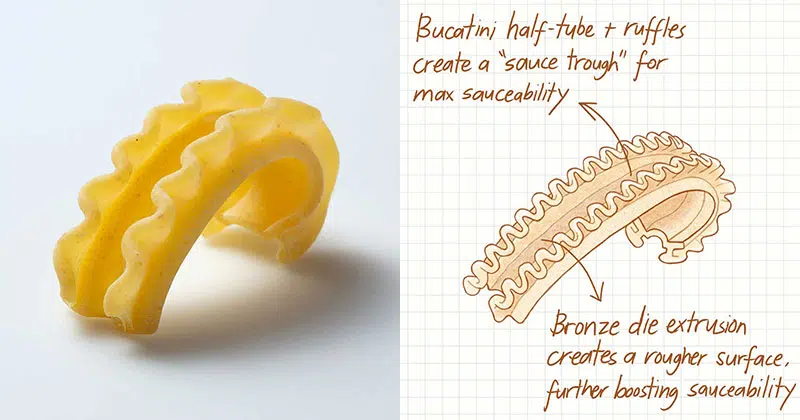 Bucatini half-tube + ruffles
create a "sauce trough" for
max sauceability
Bronze die extrusion
creates a rougher surface,
further boosting sauceability